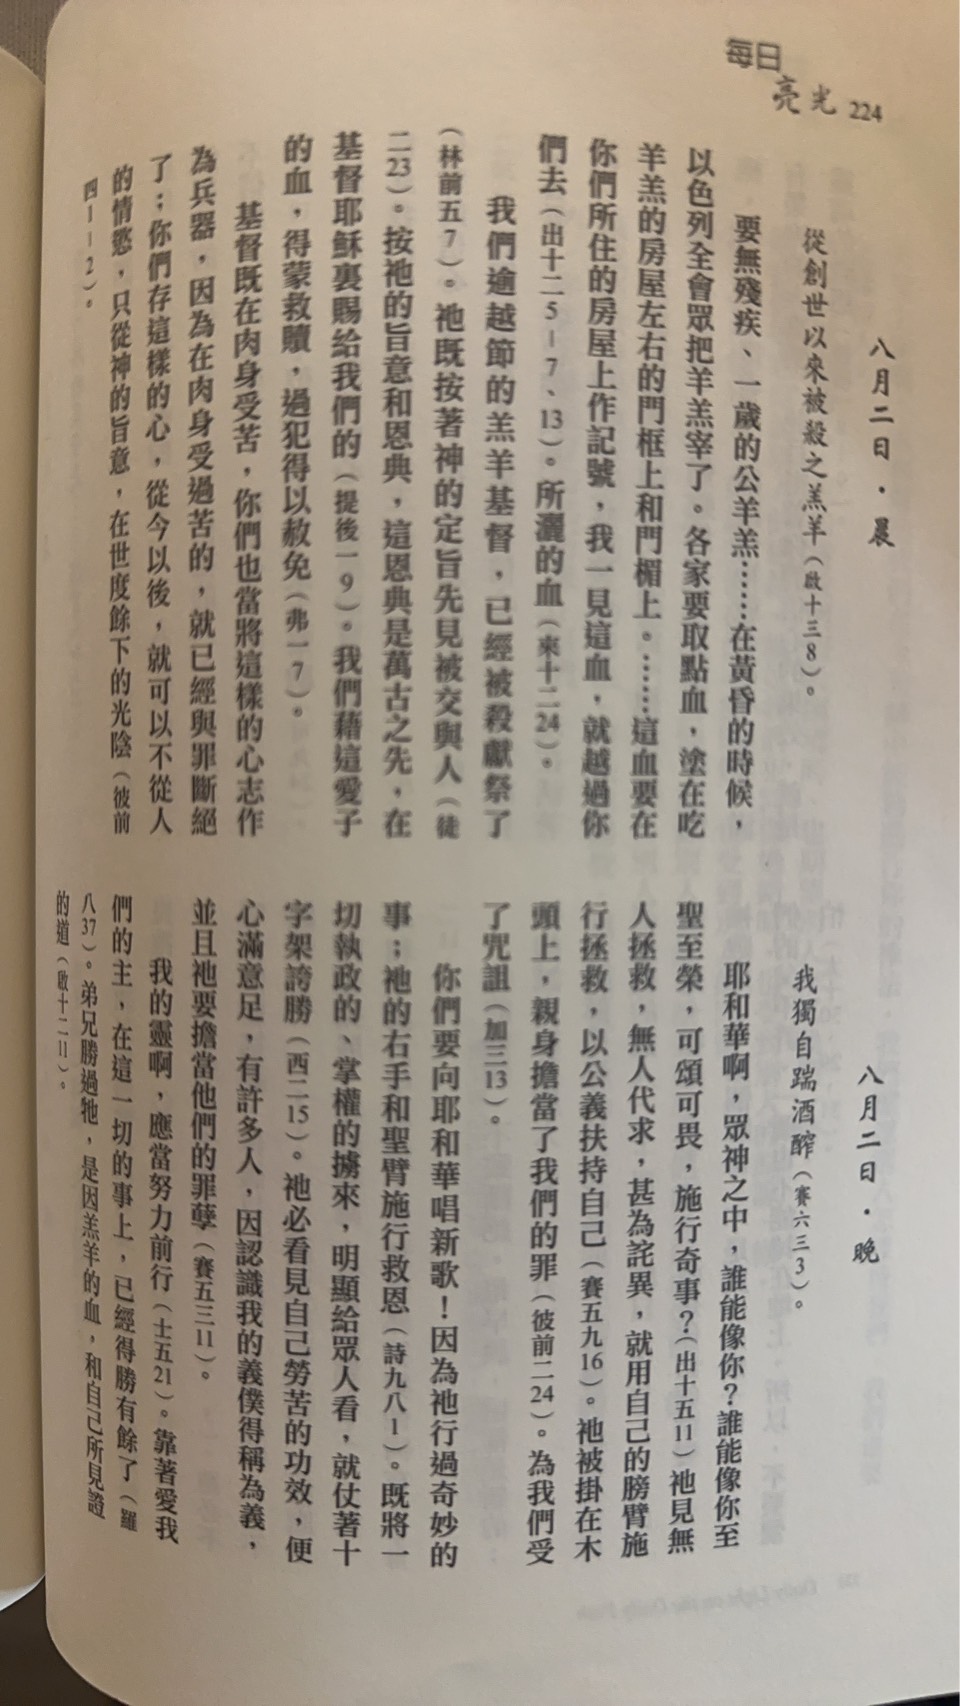 每日
亮光 224
八月二日．晨
從創世以來被殺之羔羊（啟十三8）。
要無殘疾、一歲的公羊羔……在黃昏的時候，
以色列全會眾把羊羔宰了。各家要取點血，塗在吃
羊羔的房屋左右的門框上和門楣上。……這血要在
你們所住的房屋上作記號，我一見這血，就越過你
們去（出十二5－7、13）。所灑的血（來十二24）。
我們逾越節的羔羊基督，已經被殺獻祭了
（林前五7）。祂既按著神的定旨先見被交與人（徒
二23）。按祂的旨意和恩典，這恩典是萬古之先，在
基督耶穌裏賜給我們的（提後一9）。我們藉這愛子
的血，得蒙救贖，過犯得以赦免（弗一7）。
基督既在肉身受苦，你們也當將這樣的心志作
為兵器，因為在肉身受過苦的，就已經與罪斷絕
了；你們存這樣的心，從今以後，就可以不從人
的情慾，只從神的旨意，在世度餘下的光陰（彼前
四－2）。
八月二日．晚
我獨自踹酒醡（賽六三3）。
耶和華啊，眾神之中，誰能像你？誰能像你至
聖至榮，可頌可畏，施行奇事？（出十五11）祂見無
人拯救，無人代求，甚為詫異，就用自己的膀臂施
行拯救，以公義扶持自己（賽五九16）。祂被掛在木
頭上，親身擔當了我們的罪（彼前二24）。為我們受
了咒詛（加三13）。
你們要向耶和華唱新歌！因為祂行過奇妙的
事；祂的右手和聖臂施行救恩（詩九八1）。既將一
切執政的、掌權的擄來，明顯給眾人看，就仗著十
字架誇勝（西二15）。祂必看見自己勞苦的功效，便
心滿意足，有許多人，因認識我的義僕得稱為義，
並且祂要擔當他們的罪孽（賽五三11）。
我的靈啊，應當努力前行（士五21）。靠著愛我
們的主，在這一切的事上，已經得勝有餘了（羅
八37）。弟兄勝過牠，是因羔羊的血，和自己所見證
的道（啟十二11）。